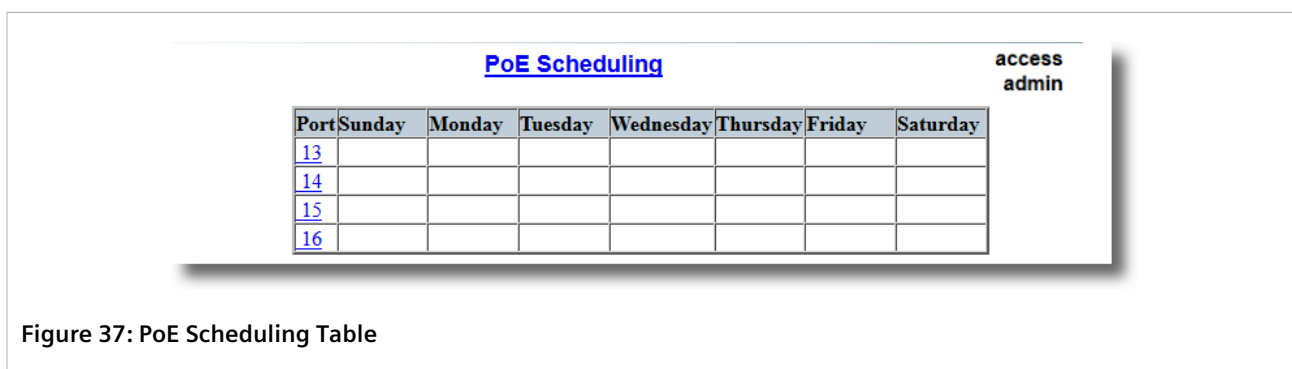 PoE Scheduling
access
admin
Port Sunday Monday Tuesday Wednesday Thursday Friday Saturday
13
14
15
16
Figure 37: PoE Scheduling Table